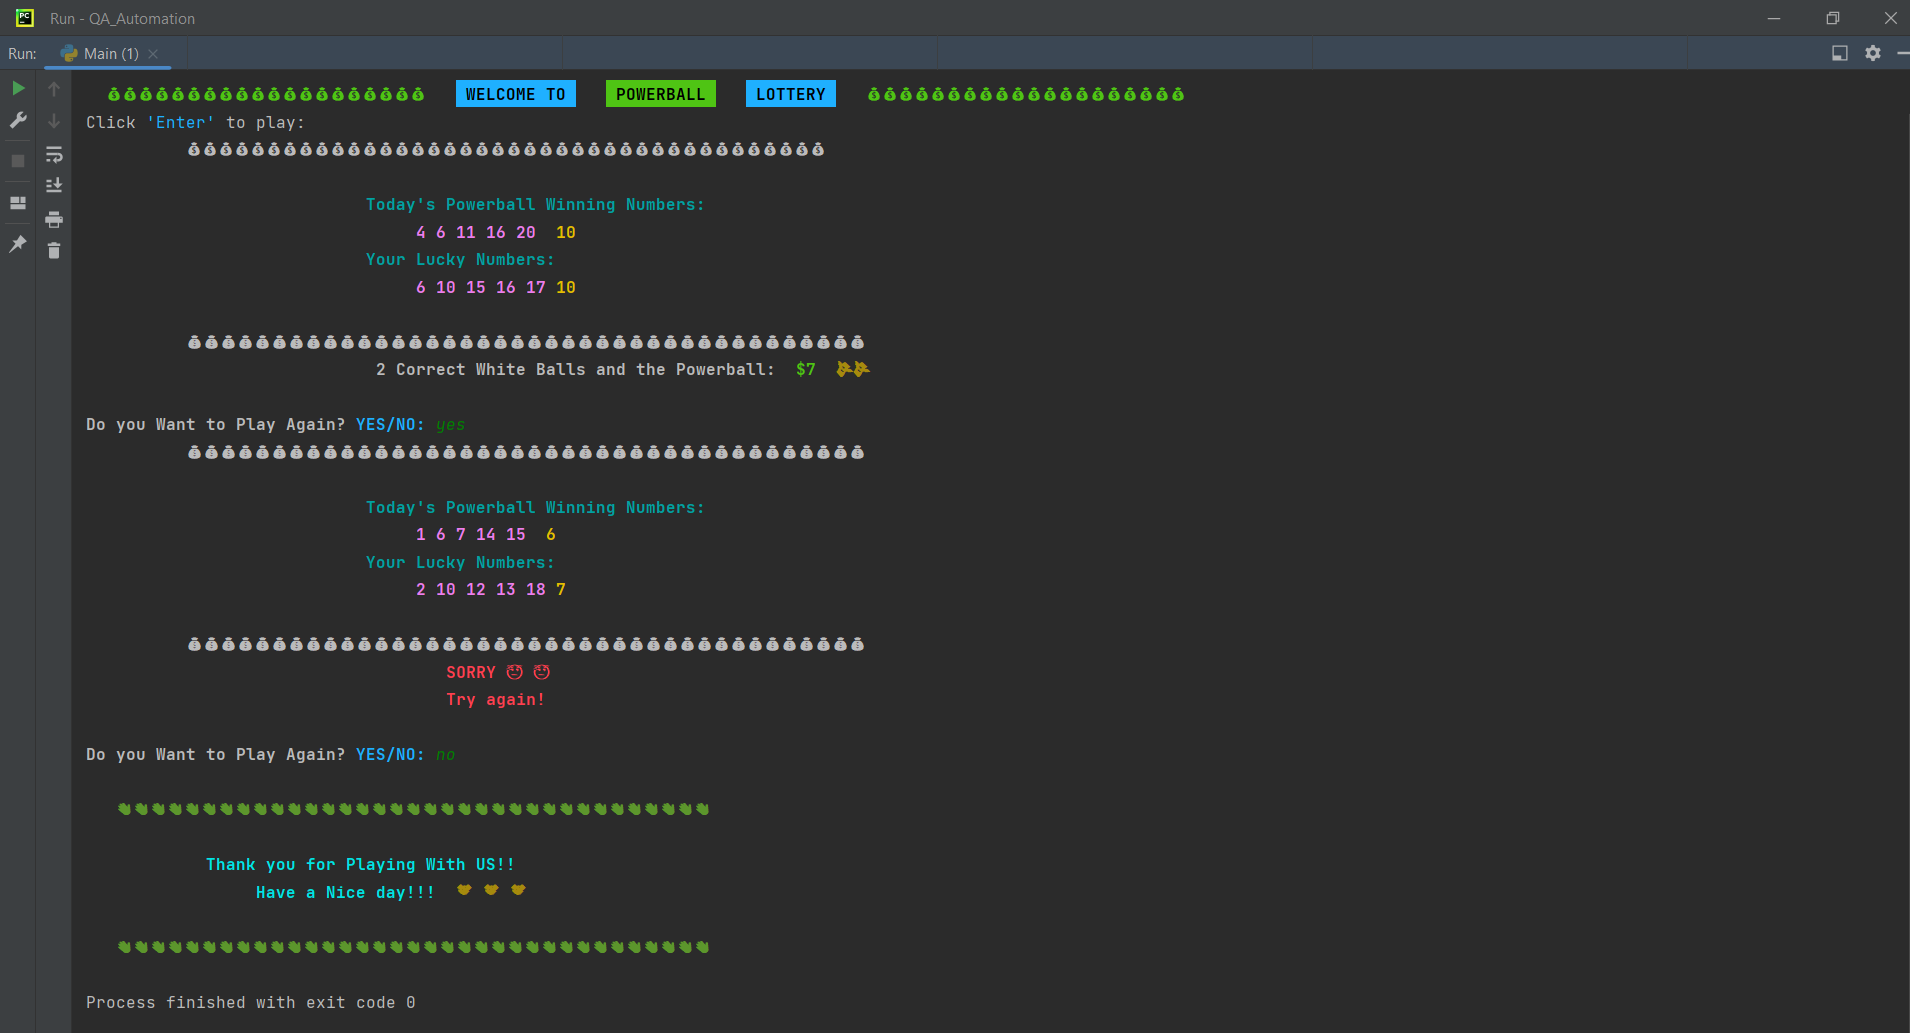 Run - QA_Automation
Run: Main (1)
WELCOME TO POWERBALL LOTTERY
Click 'Enter' to play:
Today's Powerball Winning Numbers:
4 6 11 16 20 10
Your Lucky Numbers:
6 10 15 16 17 10
2 Correct White Balls and the Powerball: $7
Do you Want to Play Again? YES/NO: yes
Today's Powerball Winning Numbers:
1 6 7 14 15 6
Your Lucky Numbers:
2 10 12 13 18 7
SORRY
Try again!
Do you Want to Play Again? YES/NO: no
Thank you for Playing With US!!
Have a Nice day!!!
Process finished with exit code 0